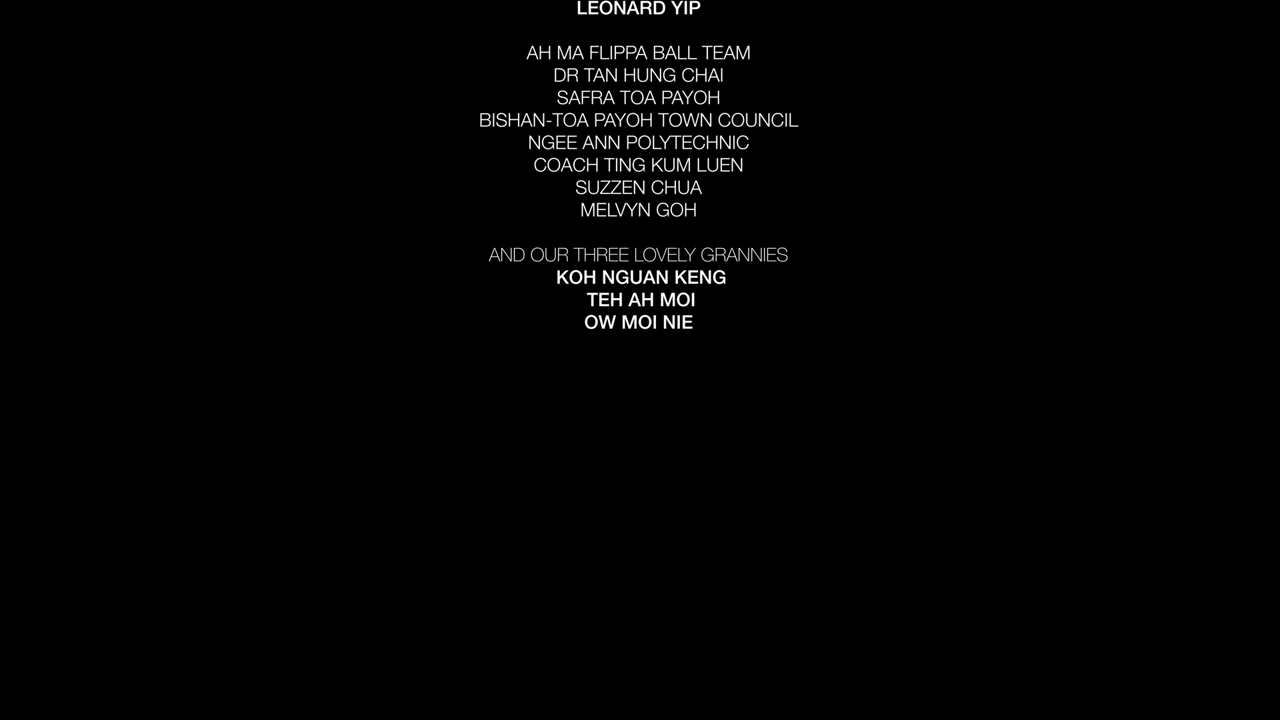 LEONARD YIP
AH MA FLIPPA BALL TEAM
DR TAN HUNG CHAI
SAFRA TOA PAYOH
BISHAN-TOA PAYOH TOWN COUNCIL
NGEE ANN POLYTECHNIC
COACH TING KUM LUEN
SUZZEN CHUA
MELVYN GOH
AND OUR THREE LOVELY GRANNIES
KOH NGUAN KENG
TEH AH MOI
OW MOI NIE